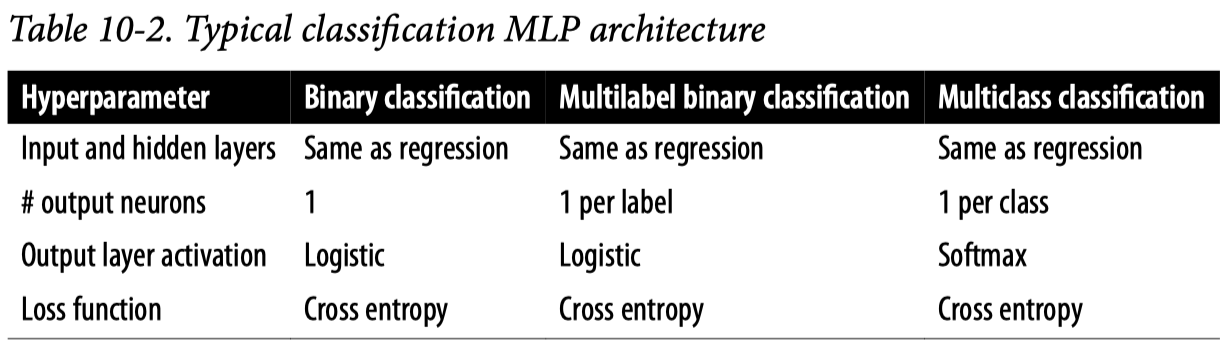 Table 10-2. Typical classification MLP architecture
Hyperparameter Binary classification Multilabel binary classification Multiclass classification
Input and hidden layers Same as regression Same as regression Same as regression
# output neurons 1 1 per label 1 per class
Output layer activation Logistic Logistic Softmax
Loss function Cross entropy Cross entropy Cross entropy